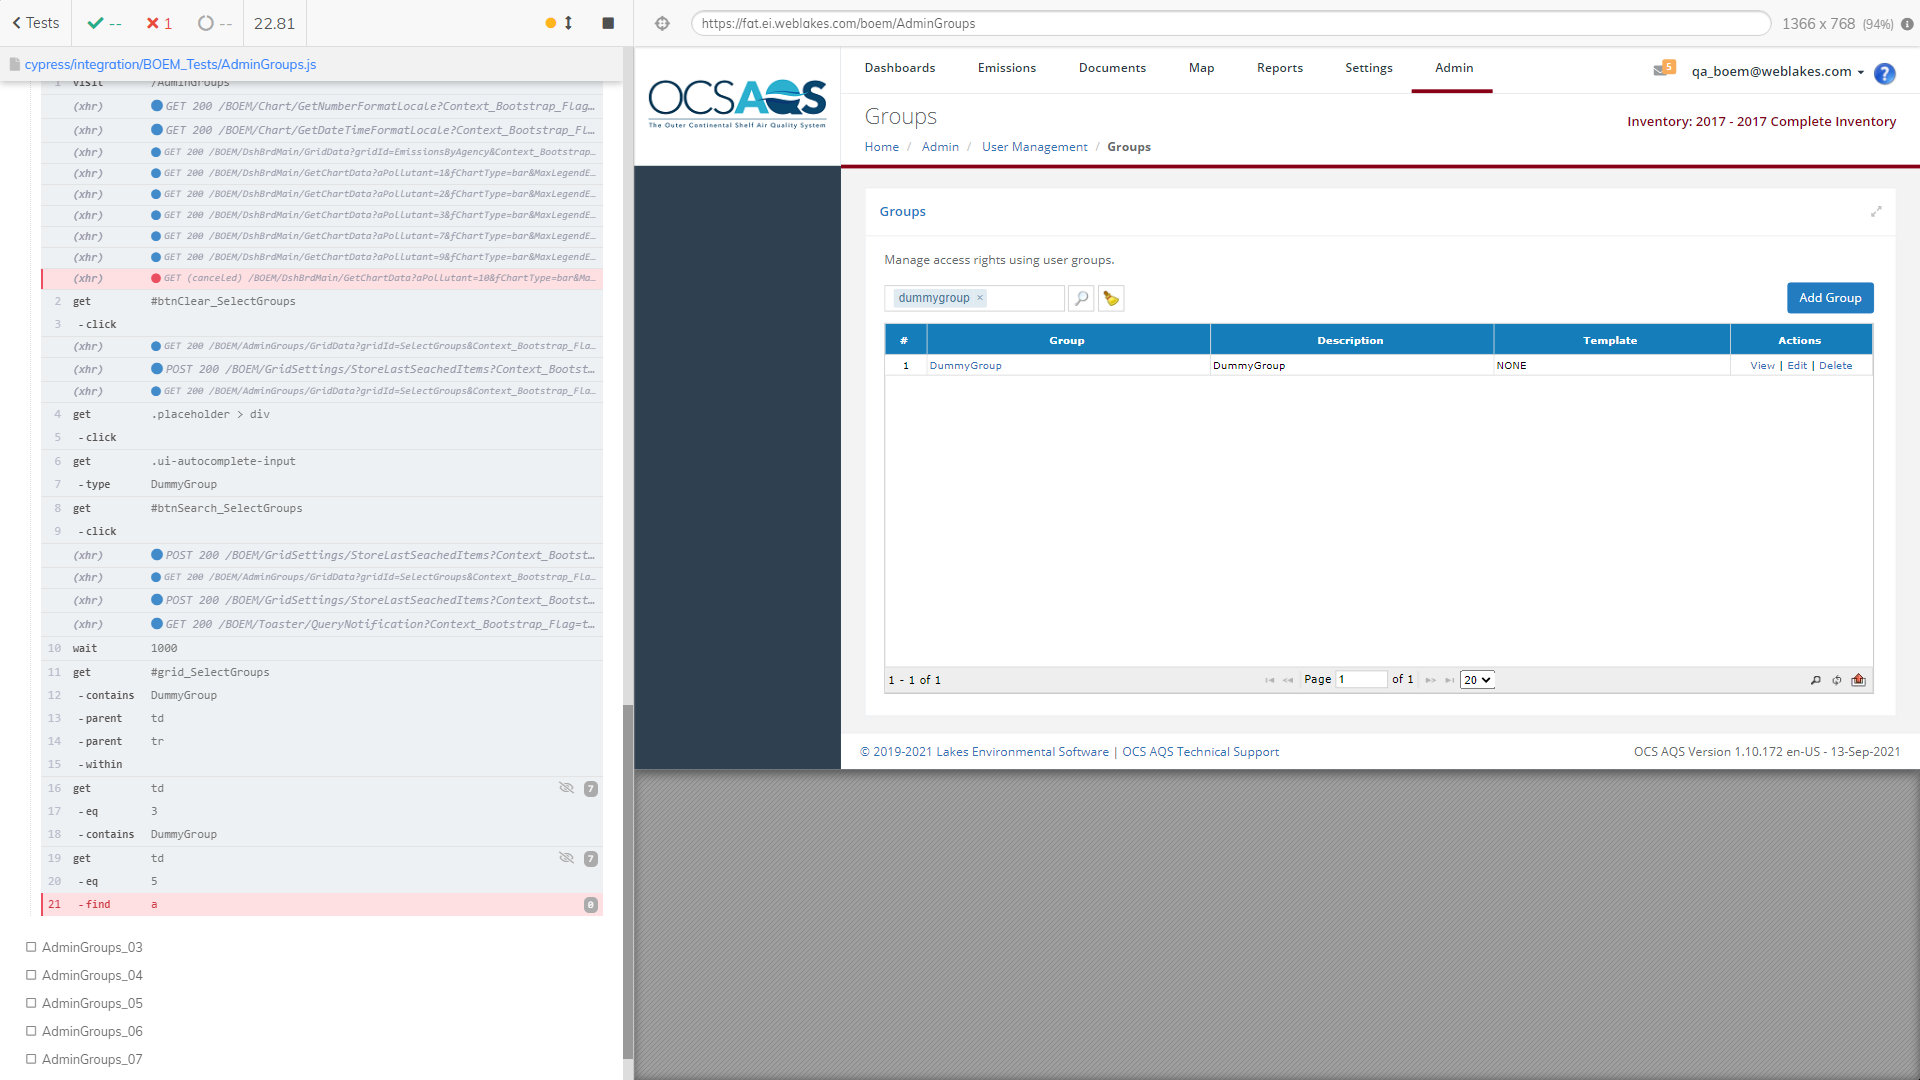 Tests
--
1
--
22.81
cypress/integration/BOEM_Tests/AdminGroups.js
1 visit /AdminGroups
(xhr) GET 200 /BOEM/Chart/GetNumberFormatLocale?Context_Bootstrap_Flag…
(xhr) GET 200 /BOEM/Chart/GetDateTimeFormatLocale?Context_Bootstrap_Fl…
(xhr) GET 200 /BOEM/DshBrdMain/GridData?gridId=EmissionsByAgency&Context_Bootstrap…
(xhr) GET 200 /BOEM/DshBrdMain/GetChartData?aPollutant=1&fChartType=bar&MaxLegendE…
(xhr) GET 200 /BOEM/DshBrdMain/GetChartData?aPollutant=2&fChartType=bar&MaxLegendE…
(xhr) GET 200 /BOEM/DshBrdMain/GetChartData?aPollutant=3&fChartType=bar&MaxLegendE…
(xhr) GET 200 /BOEM/DshBrdMain/GetChartData?aPollutant=7&fChartType=bar&MaxLegendE…
(xhr) GET 200 /BOEM/DshBrdMain/GetChartData?aPollutant=9&fChartType=bar&MaxLegendE…
(xhr) GET (canceled) /BOEM/DshBrdMain/GetChartData?aPollutant=10&fChartType=bar&Ma…
2 get #btnClear_SelectGroups
3 - click
(xhr) GET 200 /BOEM/AdminGroups/GridData?gridId=SelectGroups&Context_Bootstrap_Fla…
(xhr) POST 200 /BOEM/GridSettings/StoreLastSeachedItems?Context_Bootst…
(xhr) GET 200 /BOEM/AdminGroups/GridData?gridId=SelectGroups&Context_Bootstrap_Fla…
4 get .placeholder > div
5 - click
6 get .ui-autocomplete-input
7 - type DummyGroup
8 get #btnSearch_SelectGroups
9 - click
(xhr) POST 200 /BOEM/GridSettings/StoreLastSeachedItems?Context_Bootst…
(xhr) GET 200 /BOEM/AdminGroups/GridData?gridId=SelectGroups&Context_Bootstrap_Fla…
(xhr) POST 200 /BOEM/GridSettings/StoreLastSeachedItems?Context_Bootst…
(xhr) GET 200 /BOEM/Toaster/QueryNotification?Context_Bootstrap_Flag=t…
10 wait 1000
11 get #grid_SelectGroups
12 - contains DummyGroup
13 - parent td
14 - parent tr
15 - within
16 get td 7
17 - eq 3
18 - contains DummyGroup
19 get td 7
20 - eq 5
21 - find a 0
AdminGroups_03
AdminGroups_04
AdminGroups_05
AdminGroups_06
AdminGroups_07
https://fat.ei.weblakes.com/boem/AdminGroups
1366 x 768 (94%)
OCSAQS
The Outer Continental Shelf Air Quality System
Dashboards Emissions Documents Map Reports Settings Admin
5 qa_boem@weblakes.com ?
Groups
Inventory: 2017 - 2017 Complete Inventory
Home / Admin / User Management / Groups
Groups
Manage access rights using user groups.
dummygroup ×
Add Group
# Group Description Template Actions
1 DummyGroup DummyGroup NONE View | Edit | Delete
1 - 1 of 1 Page 1 of 1 20
© 2019-2021 Lakes Environmental Software | OCS AQS Technical Support
OCS AQS Version 1.10.172 en-US - 13-Sep-2021